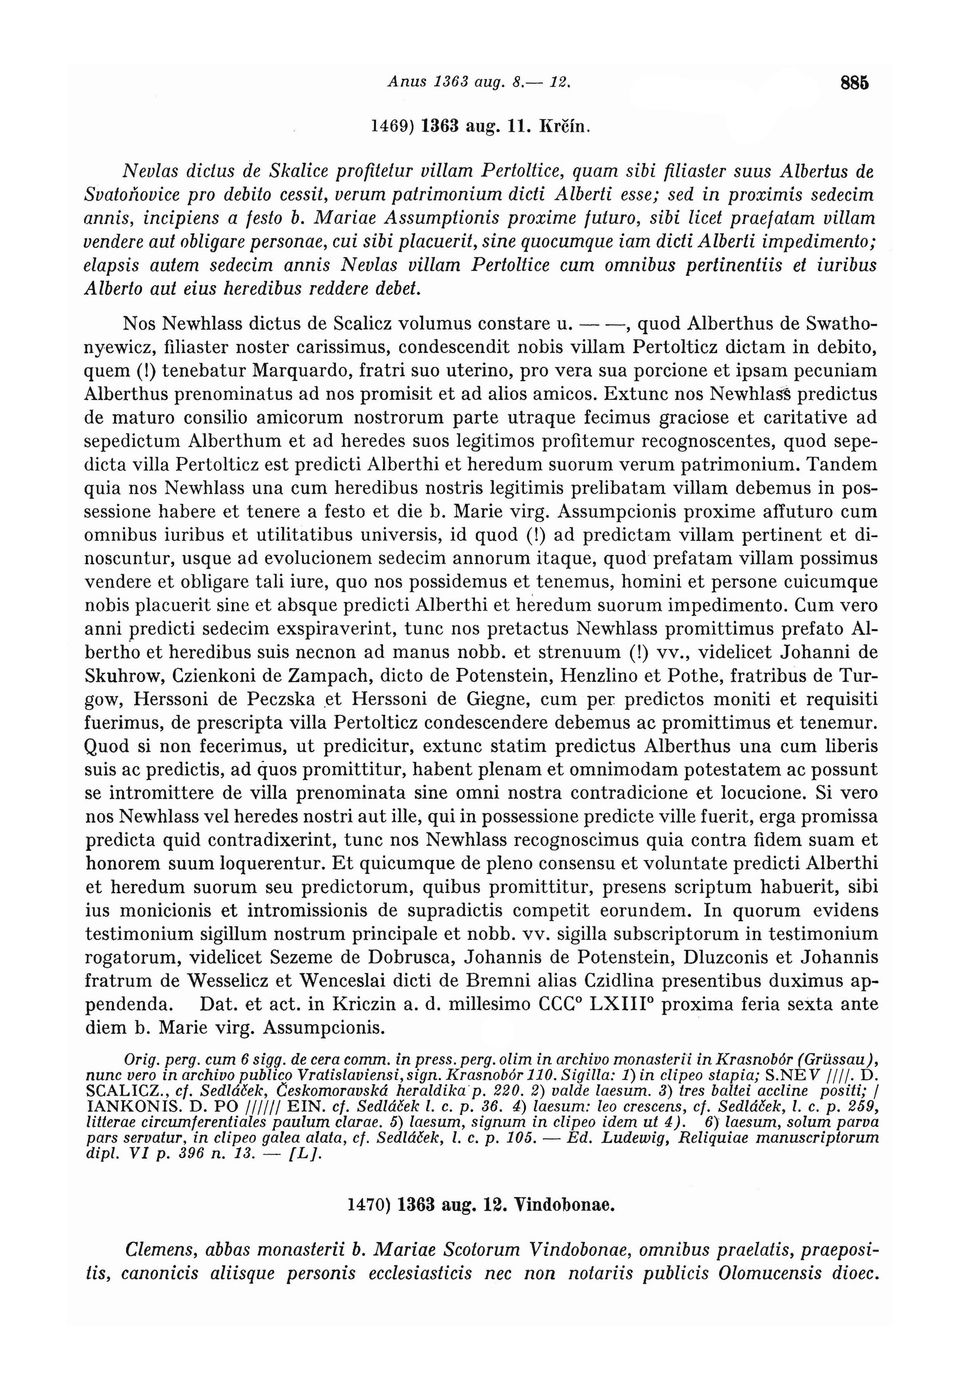 Anus 1363 aug. 8.— 12. 885
1469) 1363 aug. 11. Krčín.
Nevlas dictus de Skalice profitetur villam Pertoltice, quam sibi filiaster suus Albertus de
Svatoňovice pro debito cessit, verum patrimonium dicti Alberti esse; sed in proximis sedecim
annis, incipiens a festo b. Mariae Assumptionis proxime futuro, sibi licet praefatam villam
vendere aut obligare personae, cui sibi placuerit, sine quocumque iam dicti Alberti impedimento;
elapsis autem sedecim annis Nevlas villam Pertoltice cum omnibus pertinentiis et iuribus
Alberto aut eius heredibus reddere debet.
Nos Newhlass dictus de Scalicz volumus constare u. — —, quod Alberthus de Swatho-
nyewicz, filiaster noster carissimus, condescendit nobis villam Pertolticz dictam in debito,
quem (!) tenebatur Marquardo, fratri suo uterino, pro vera sua porcione et ipsam pecuniam
Alberthus prenominatus ad nos promisit et ad alios amicos. Extunc nos Newhlass predictus
de maturo consilio amicorum nostrorum parte utraque fecimus graciose et caritative ad
sepedictum Alberthum et ad heredes suos legitimos profitemur recognoscentes, quod sepe-
dicta villa Pertolticz est predicti Alberthi et heredum suorum verum patrimonium. Tandem
quia nos Newhlass una cum heredibus nostris legitimis prelibatam villam debemus in pos-
sessione habere et tenere a festo et die b. Marie virg. Assumpcionis proxime affuturo cum
omnibus iuribus et utilitatibus universis, id quod (!) ad predictam villam pertinent et di-
noscuntur, usque ad evolucionem sedecim annorum itaque, quod prefatam villam possimus
vendere et obligare tali iure, quo nos possidemus et tenemus, homini et persone cuicumque
nobis placuerit sine et absque predicti Alberthi et heredum suorum impedimento. Cum vero
anni predicti sedecim exspiraverint, tunc nos pretactus Newhlass promittimus prefato Al-
bertho et heredibus suis necnon ad manus nobb. et strenuum (!) vv., videlicet Johanni de
Skuhrow, Czienkoni de Zampach, dicto de Potenstein, Henzlino et Pothe, fratribus de Tur-
gow, Herssoni de Peczska et Herssoni de Giegne, cum per predictos moniti et requisiti
fuerimus, de prescripta villa Pertolticz condescendere debemus ac promittimus et tenemur.
Quod si non fecerimus, ut predicitur, extunc statim predictus Alberthus una cum liberis
suis ac predictis, ad quos promittitur, habent plenam et omnimodam potestatem ac possunt
se intromittere de villa prenominata sine omni nostra contradicione et locucione. Si vero
nos Newhlass vel heredes nostri aut ille, qui in possessione predicte ville fuerit, erga promissa
predicta quid contradixerint, tunc nos Newhlass recognoscimus quia contra fidem suam et
honorem suum loquerentur. Et quicumque de pleno consensu et voluntate predicti Alberthi
et heredum suorum seu predictorum, quibus promittitur, presens scriptum habuerit, sibi
ius monicionis et intromissionis de supradictis competit eorundem. In quorum evidens
testimonium sigillum nostrum principale et nobb. vv. sigilla subscriptorum in testimonium
rogatorum, videlicet Sezeme de Dobrusca, Johannis de Potenstein, Dluzconis et Johannis
fratrum de Wesselicz et Wenceslai dicti de Bremni alias Czidlina presentibus duximus ap-
pendenda. Dat. et act. in Kriczin a. d. millesimo CCC° LXIII° proxima feria sexta ante
diem b. Marie virg. Assumpcionis.
Orig. perg. cum 6 sigg. de cera comm. in press. perg. olim in archivo monasterii in Krasnobór (Grüssau),
nunc vero in archivo publico Vratislaviensi, sign. Krasnobór 110. Sigilla: 1) in clipeo stapia; S.NEV ////. D.
SCALICZ., cf. Sedláček, Českomoravská heraldika p. 220. 2) valde laesum. 3) tres baltei accline positi; /
IANKONIS. D. PO ////// EIN. cf. Sedláček l. c. p. 36. 4) laesum: leo crescens, cf. Sedláček, l. c. p. 259,
litterae circumferentiales paulum clarae. 5) laesum, signum in clipeo idem ut 4). 6) laesum, solum parva
pars servatur, in clipeo galea alata, cf. Sedláček, l. c. p. 105. — Ed. Ludewig, Reliquiae manuscriptorum
dipl. VI p. 396 n. 13. — [L].
1470) 1363 aug. 12. Vindobonae.
Clemens, abbas monasterii b. Mariae Scotorum Vindobonae, omnibus praelatis, praeposi-
tis, canonicis aliisque personis ecclesiasticis nec non notariis publicis Olomucensis dioec.